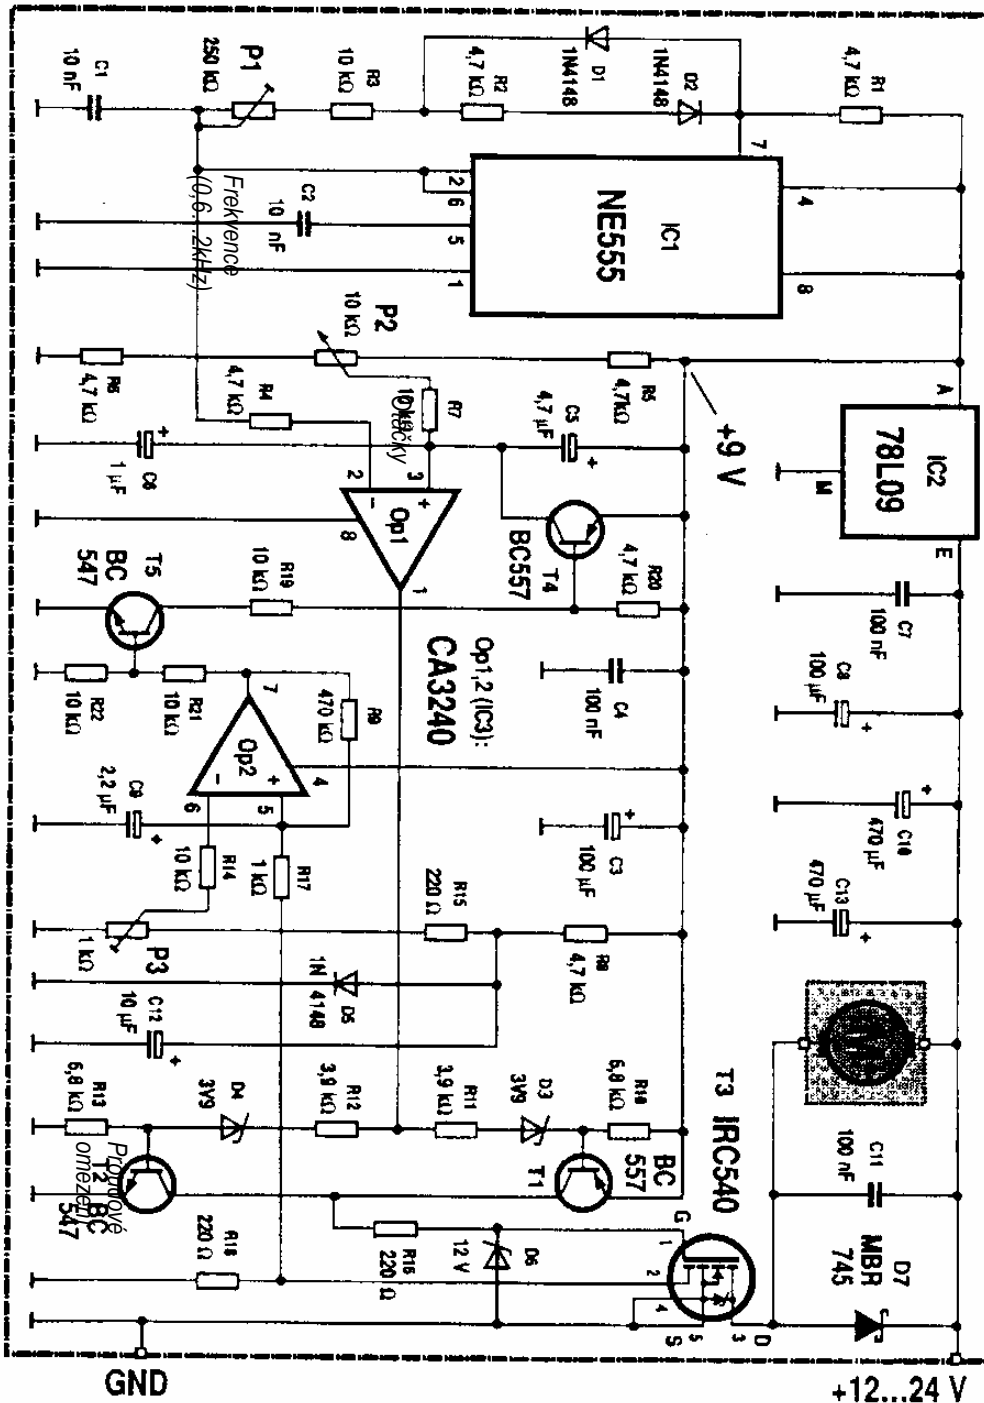 R1
4,7 kΩ
D2
1N4148
D1
1N4148
R2
4,7 kΩ
R3
10 kΩ
P1
250 kΩ
C1
10 nF
7
4
8
2
6
5
1
IC1
NE555
C2
10 nF
Frekvence
(0,6...2kHz)
P2
10 kΩ
R5
4,7kΩ
R6
4,7 kΩ
R4
4,7 kΩ
R7
10 kΩ
Otáčky
C5
4,7 µF
+
C6
1 µF
+
+9 V
A
IC2
78L09
M
E
2
3
8
1
-
+
Op1
T4
BC557
R20
4,7 kΩ
R19
10 kΩ
T5
BC
547
R22
10 kΩ
R21
10 kΩ
R9
470 kΩ
Op1,2 (IC3):
CA3240
C4
100 nF
C7
100 nF
C8
100 µF
+
C10
470 µF
+
C13
470 µF
+
7
Op2
-
+
4
6
5
C9
2,2 µF
+
R14
10 kΩ
R17
1 kΩ
C3
100 µF
+
R15
220 Ω
R8
4,7 kΩ
P3
1 kΩ
D5
1N
4148
C12
10 µF
+
R13
6,8 kΩ
D4
3V9
R12
3,9 kΩ
R11
3,9 kΩ
D3
3V9
R10
6,8 kΩ
T1
BC
557
T2 BC
547
Proudové
omezení
T3 IRC540
M
C11
100 nF
R18
220 Ω
R16
220 Ω
D6
12 V
G
1
2
4
S
5
3
D
D7
MBR
745
GND
+12...24 V